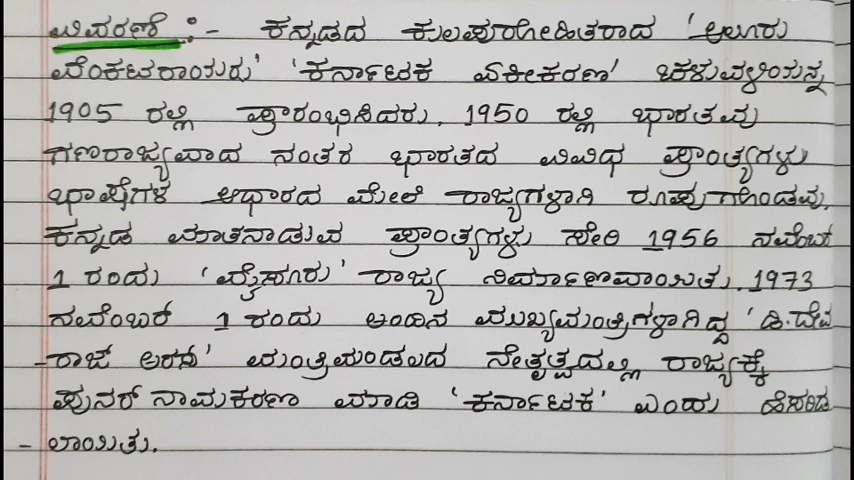 ವಿವರಣೆ :- ಕನ್ನಡದ ಕುಲಪುರೋಹಿತರಾದ 'ಆಲೂರು
ವೆಂಕಟರಾಯರು' 'ಕರ್ನಾಟಕ ಏಕೀಕರಣ' ಚಳುವಳಿಯನ್ನು
1905 ರಲ್ಲಿ ಪ್ರಾರಂಭಿಸಿದರು. 1950 ರಲ್ಲಿ ಭಾರತವು
ಗಣರಾಜ್ಯವಾದ ನಂತರ ಭಾರತದ ವಿವಿಧ ಪ್ರಾಂತ್ಯಗಳು
ಭಾಷೆಗಳ ಆಧಾರದ ಮೇಲೆ ರಾಜ್ಯಗಳಾಗಿ ರೂಪುಗೊಂಡವು.
ಕನ್ನಡ ಮಾತನಾಡುವ ಪ್ರಾಂತ್ಯಗಳು ಸೇರಿ 1956 ನವೆಂಬರ್
1 ರಂದು 'ಮೈಸೂರು' ರಾಜ್ಯ ನಿರ್ಮಾಣವಾಯಿತು. 1973
ನವೆಂಬರ್ 1 ರಂದು ಅಂದಿನ ಮುಖ್ಯಮಂತ್ರಿಗಳಾಗಿದ್ದ 'ಡಿ.ದೇವ
-ರಾಜ್ ಅರಸ್' ಮಂತ್ರಿಮಂಡಲದ ನೇತೃತ್ವದಲ್ಲಿ ರಾಜ್ಯಕ್ಕೆ
ಪುನರ್ ನಾಮಕರಣ ಮಾಡಿ 'ಕರ್ನಾಟಕ' ಎಂದು ಹೆಸರಿಡ
- ಲಾಯಿತು.